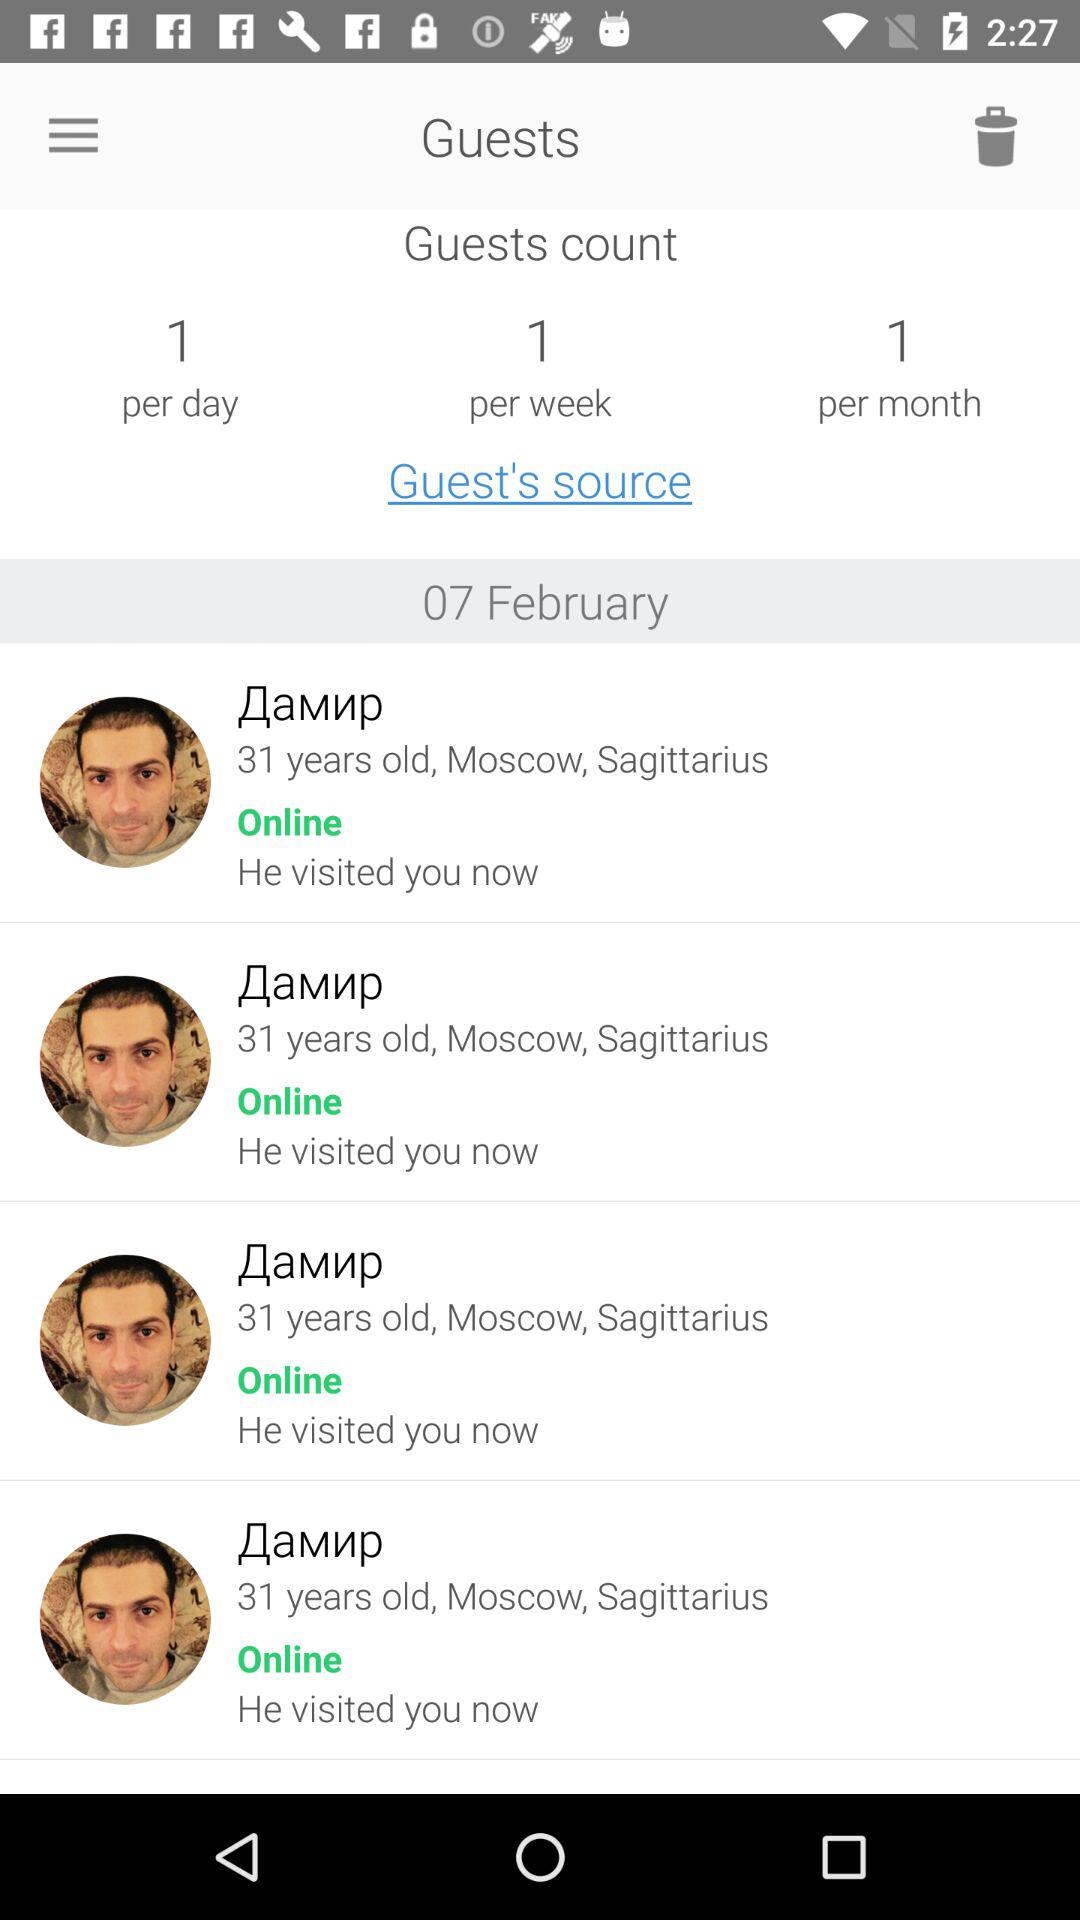 2:27
Guests
Guests count
1 1 1
per day per week per month
Guest's source
07 February
Дамир
31 years old, Moscow, Sagittarius
Online
He visited you now
Дамир
31 years old, Moscow, Sagittarius
Online
He visited you now
Дамир
31 years old, Moscow, Sagittarius
Online
He visited you now
Дамир
31 years old, Moscow, Sagittarius
Online
He visited you now